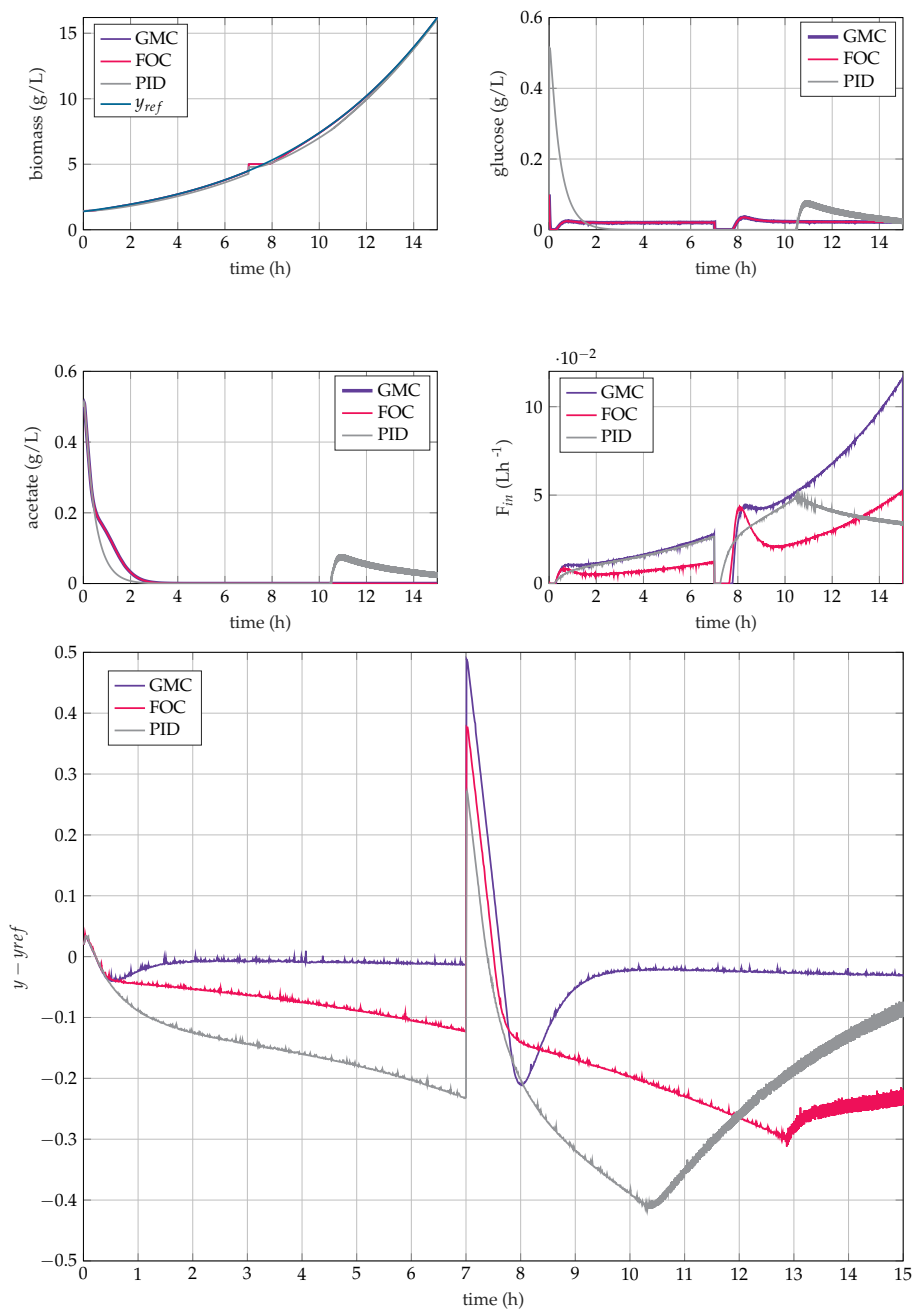 GMC
FOC
PID
y_ref
15
10
5
0
0 2 4 6 8 10 12 14
biomass (g/L)
time (h)
GMC
FOC
PID
0.6
0.4
0.2
0
0 2 4 6 8 10 12 14
glucose (g/L)
time (h)
GMC
FOC
PID
0.6
0.4
0.2
0
0 2 4 6 8 10 12 14
acetate (g/L)
time (h)
·10⁻²
GMC
FOC
PID
10
5
0
0 2 4 6 8 10 12 14
F_in (Lh⁻¹)
time (h)
GMC
FOC
PID
0.5
0.4
0.3
0.2
0.1
0
−0.1
−0.2
−0.3
−0.4
−0.5
0 1 2 3 4 5 6 7 8 9 10 11 12 13 14 15
y − yref
time (h)